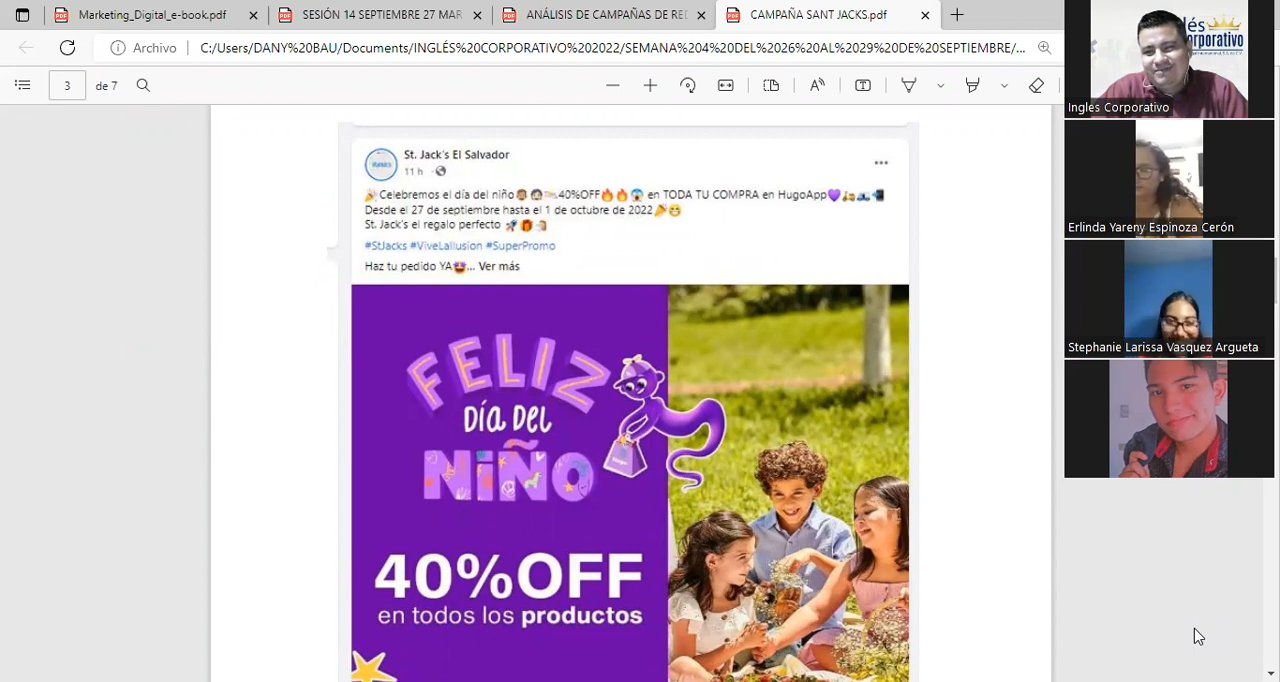 Marketing_Digital_e-book.pdf
SESIÓN 14 SEPTIEMBRE 27 MAR
ANÁLISIS DE CAMPAÑAS DE RED
CAMPAÑA SANT JACKS.pdf
Archivo
C:/Users/DANY%20BAU/Documents/INGLÉS%20CORPORATIVO%202022/SEMANA%204%20DEL%2026%20AL%2029%20DE%20SEPTIEMBRE/...
3 de 7
St. Jack's El Salvador
11 h
Celebremos el día del niño 40%OFF en TODA TU COMPRA en HugoApp
Desde el 27 de septiembre hasta el 1 de octubre de 2022
St. Jack's el regalo perfecto
#StJacks #ViveLaIlusion #SuperPromo
Haz tu pedido YA... Ver más
FELIZ
DÍA DEL
NIÑO
40%OFF
en todos los productos
Corporativo
Inglés Corporativo
Erlinda Yareny Espinoza Cerón
Stephanie Larissa Vasquez Argueta